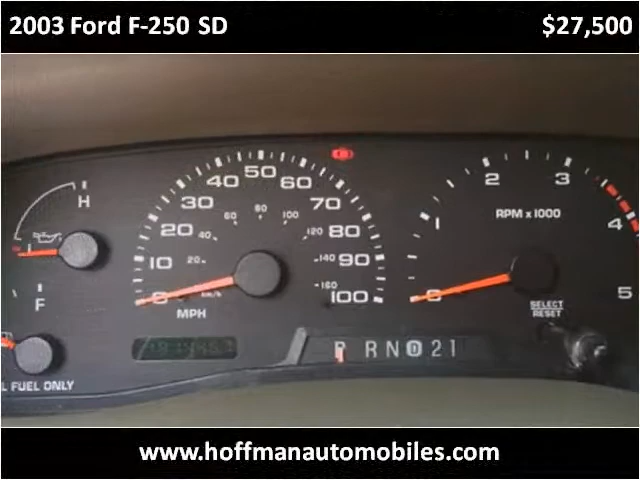 2003 Ford F-250 SD $27,500
50
40 60
30 70
20 80
10 90
0 100
60 80 100
40 120
20 140
160
km/h
MPH
H
F
L FUEL ONLY
P R N D 2 1
1 2 3 4 5
0
RPM x 1000
SELECT
RESET
www.hoffmanautomobiles.com